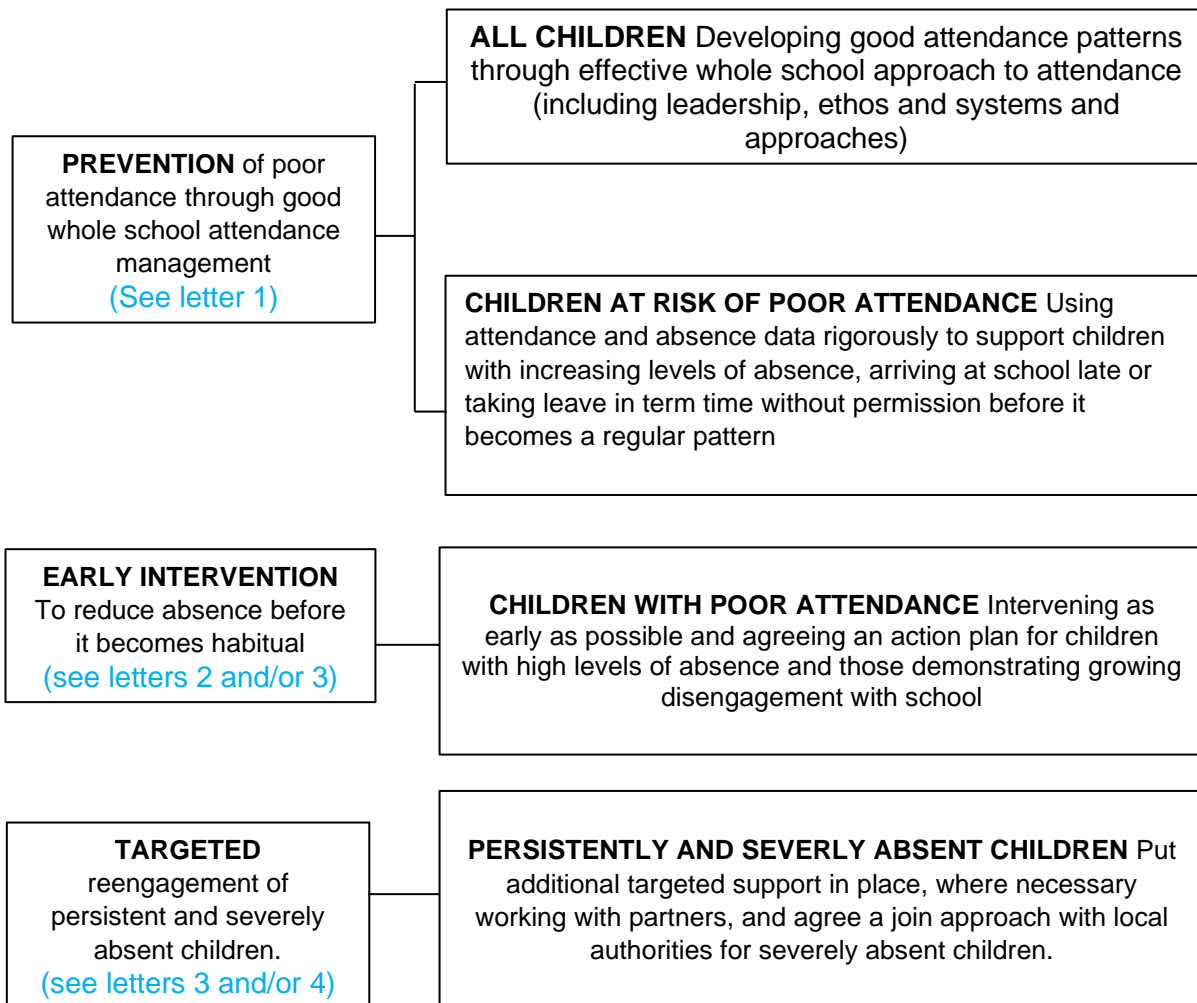 PREVENTION of poor
attendance through good
whole school attendance
management
(See letter 1)
ALL CHILDREN Developing good attendance patterns
through effective whole school approach to attendance
(including leadership, ethos and systems and
approaches)
CHILDREN AT RISK OF POOR ATTENDANCE Using
attendance and absence data rigorously to support children
with increasing levels of absence, arriving at school late or
taking leave in term time without permission before it
becomes a regular pattern
EARLY INTERVENTION
To reduce absence before
it becomes habitual
(see letters 2 and/or 3)
CHILDREN WITH POOR ATTENDANCE Intervening as
early as possible and agreeing an action plan for children
with high levels of absence and those demonstrating growing
disengagement with school
TARGETED
reengagement of
persistent and severely
absent children.
(see letters 3 and/or 4)
PERSISTENTLY AND SEVERLY ABSENT CHILDREN Put
additional targeted support in place, where necessary
working with partners, and agree a join approach with local
authorities for severely absent children.